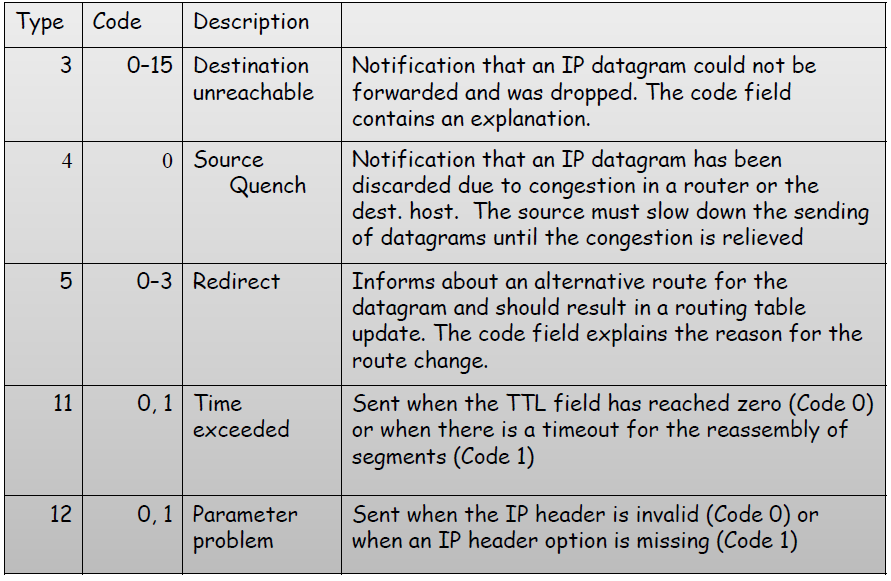 Type Code Description
3 0-15 Destination unreachable Notification that an IP datagram could not be
forwarded and was dropped. The code field
contains an explanation.
4 0 Source Quench Notification that an IP datagram has been
discarded due to congestion in a router or the
dest. host. The source must slow down the sending
of datagrams until the congestion is relieved
5 0-3 Redirect Informs about an alternative route for the
datagram and should result in a routing table
update. The code field explains the reason for the
route change.
11 0, 1 Time exceeded Sent when the TTL field has reached zero (Code 0)
or when there is a timeout for the reassembly of
segments (Code 1)
12 0, 1 Parameter problem Sent when the IP header is invalid (Code 0) or
when an IP header option is missing (Code 1)